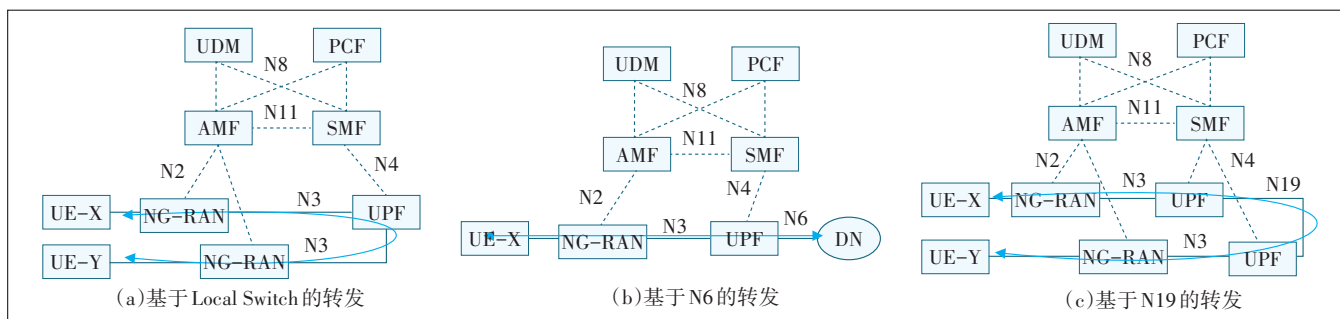 UDM PCF
N8
AMF N11 SMF
N2 N4
UE-X NG-RAN N3 UPF
UE-Y NG-RAN N3
(a)基于Local Switch的转发
UDM PCF
N8
AMF N11 SMF
N2 N4
UE-X NG-RAN N3 UPF N6 DN
(b)基于N6的转发
UDM PCF
N8
AMF N11 SMF
N2 N4
UE-X NG-RAN N3 UPF N19
UE-Y NG-RAN N3 UPF
(c)基于N19的转发